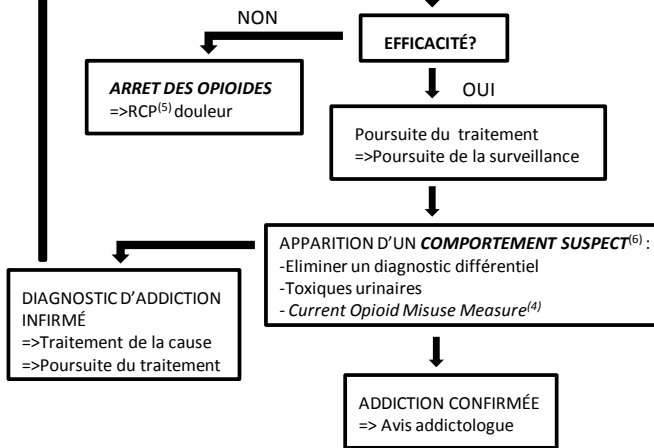 NON
EFFICACITÉ?
ARRET DES OPIOIDES
=>RCP(5) douleur
OUI
Poursuite du traitement
=>Poursuite de la surveillance
APPARITION D’UN COMPORTEMENT SUSPECT(6) :
-Eliminer un diagnostic différentiel
-Toxiques urinaires
- Current Opioid Misuse Measure(4)
DIAGNOSTIC D’ADDICTION
INFIRMÉ
=>Traitement de la cause
=>Poursuite du traitement
ADDICTION CONFIRMÉE
=> Avis addictologue